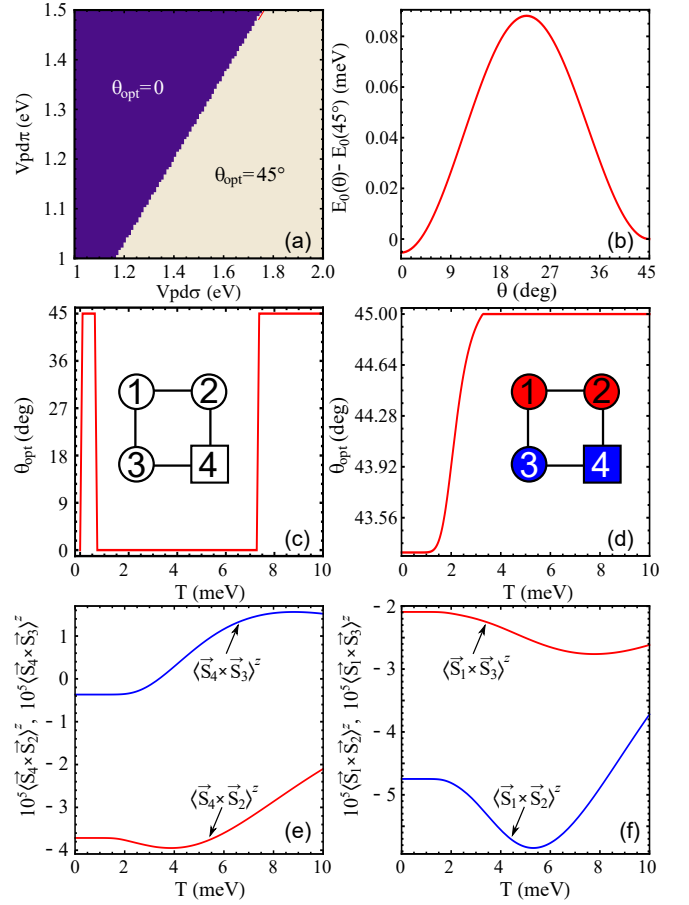 1.5
1.4
1.3
1.2
1.1
1
Vpdπ (eV)
θopt=0
θopt=45°
(a)
1 1.2 1.4 1.6 1.8 2.0
Vpdσ (eV)
0.08
0.06
0.04
0.02
0
E0(θ)- E0(45°) (meV)
(b)
0 9 18 27 36 45
θ (deg)
45
36
27
18
9
0
θopt (deg)
1 2
3 4
(c)
2 4 6 8 10
T (meV)
45.00
44.64
44.28
43.92
43.56
θopt (deg)
1 2
3 4
(d)
0 2 4 6 8 10
T (meV)
1
0
- 1
- 3
- 4
10⁵⟨S⃗4×S⃗2⟩ᶻ, 10⁵⟨S⃗4×S⃗3⟩ᶻ
⟨S⃗4×S⃗3⟩ᶻ
⟨S⃗4×S⃗2⟩ᶻ
(e)
0 2 4 6 8 10
T (meV)
- 2
- 3
-5
10⁵⟨S⃗1×S⃗2⟩ᶻ, 10⁵⟨S⃗1×S⃗3⟩ᶻ
⟨S⃗1×S⃗3⟩ᶻ
⟨S⃗1×S⃗2⟩ᶻ
(f)
0 2 4 6 8 10
T (meV)